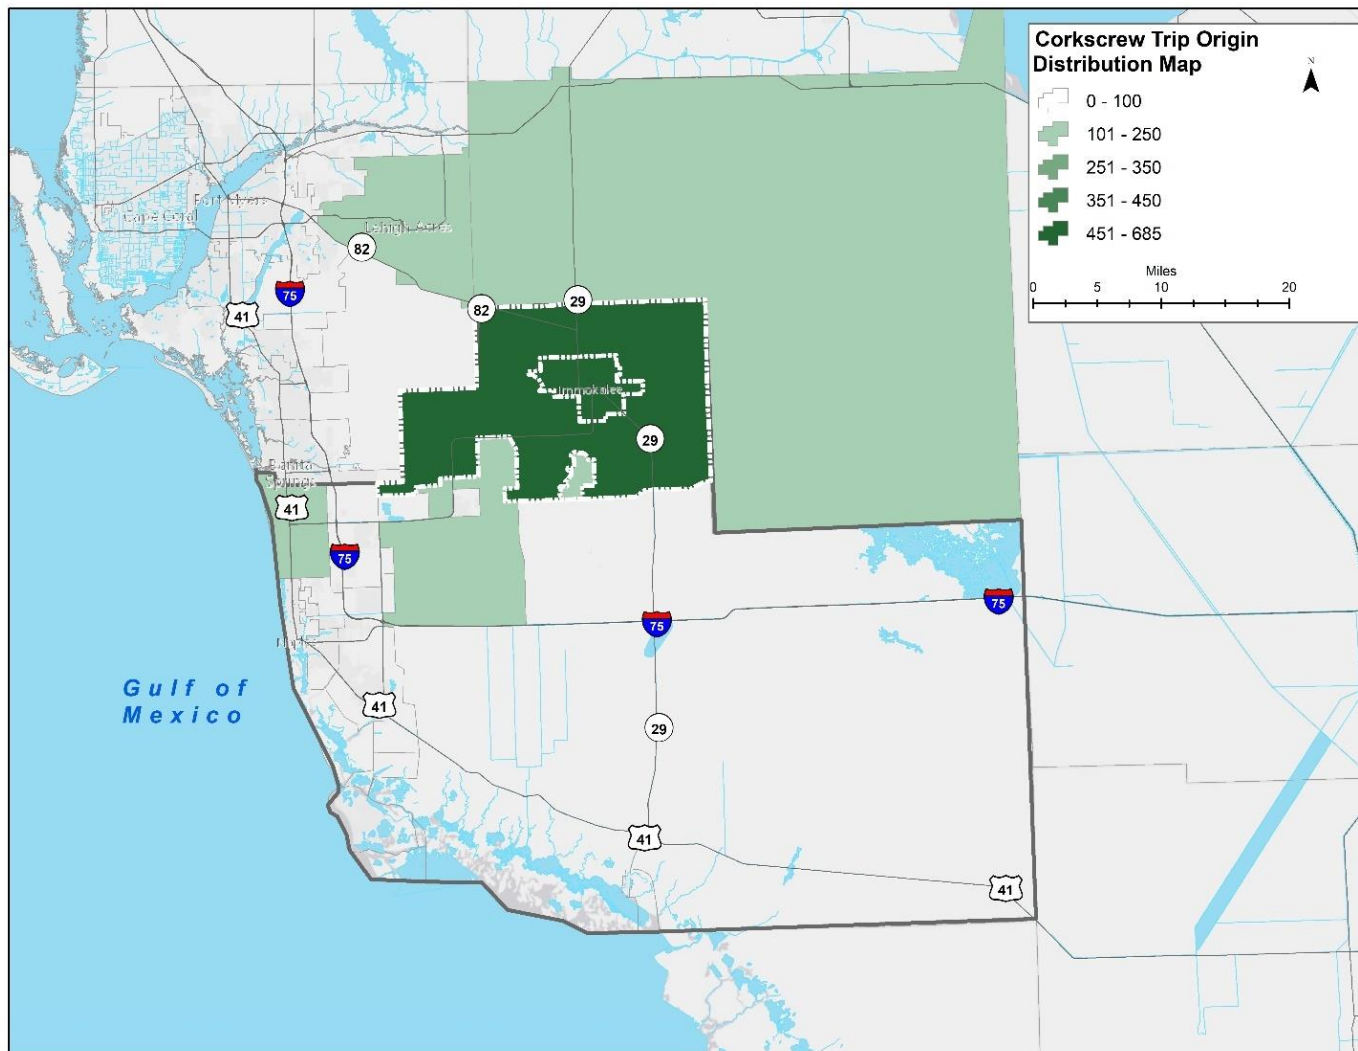 Corkscrew Trip Origin
Distribution Map
N
0 - 100
101 - 250
251 - 350
351 - 450
451 - 685
Miles
0 5 10 15 20
Fort Myers
Cape Coral
Lehigh Acres
82
75
41
82
29
Immokalee
29
Bonita
Springs
41
75
75
75
Gulf of
Mexico
41
29
41
41